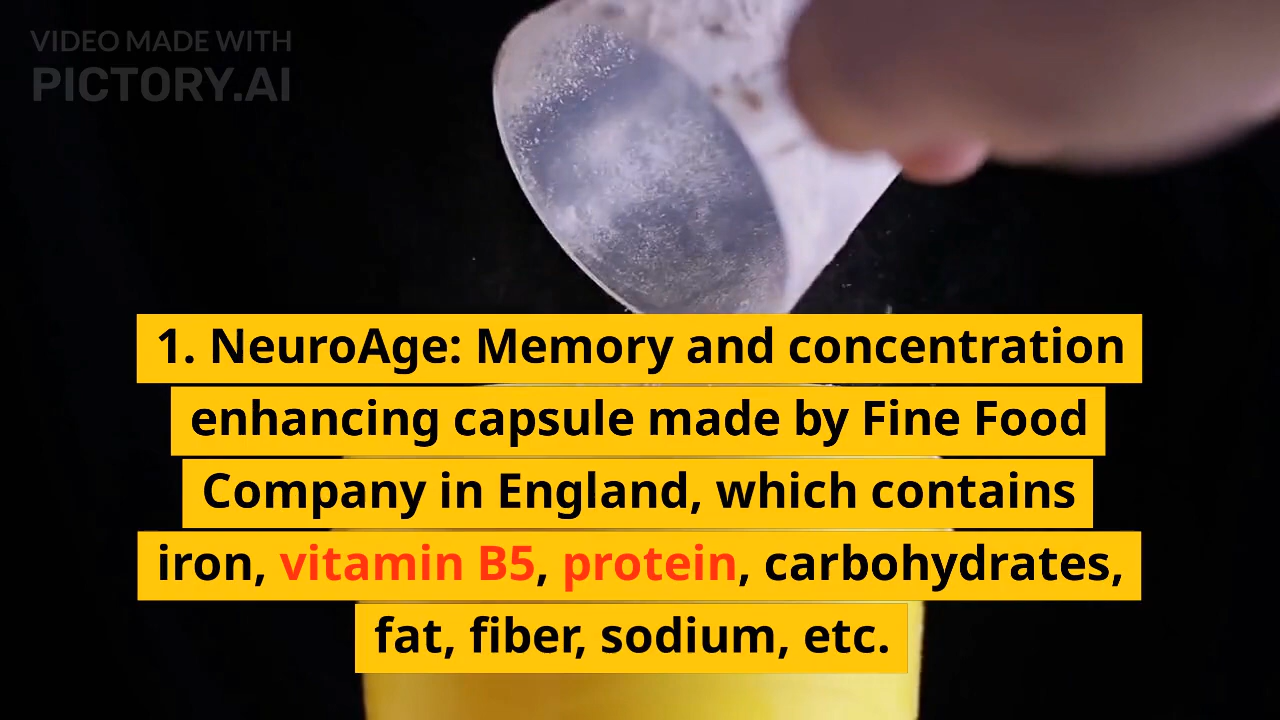 VIDEO MADE WITH
PICTORY.AI
1. NeuroAge: Memory and concentration
enhancing capsule made by Fine Food
Company in England, which contains
iron, vitamin B5, protein, carbohydrates,
fat, fiber, sodium, etc.